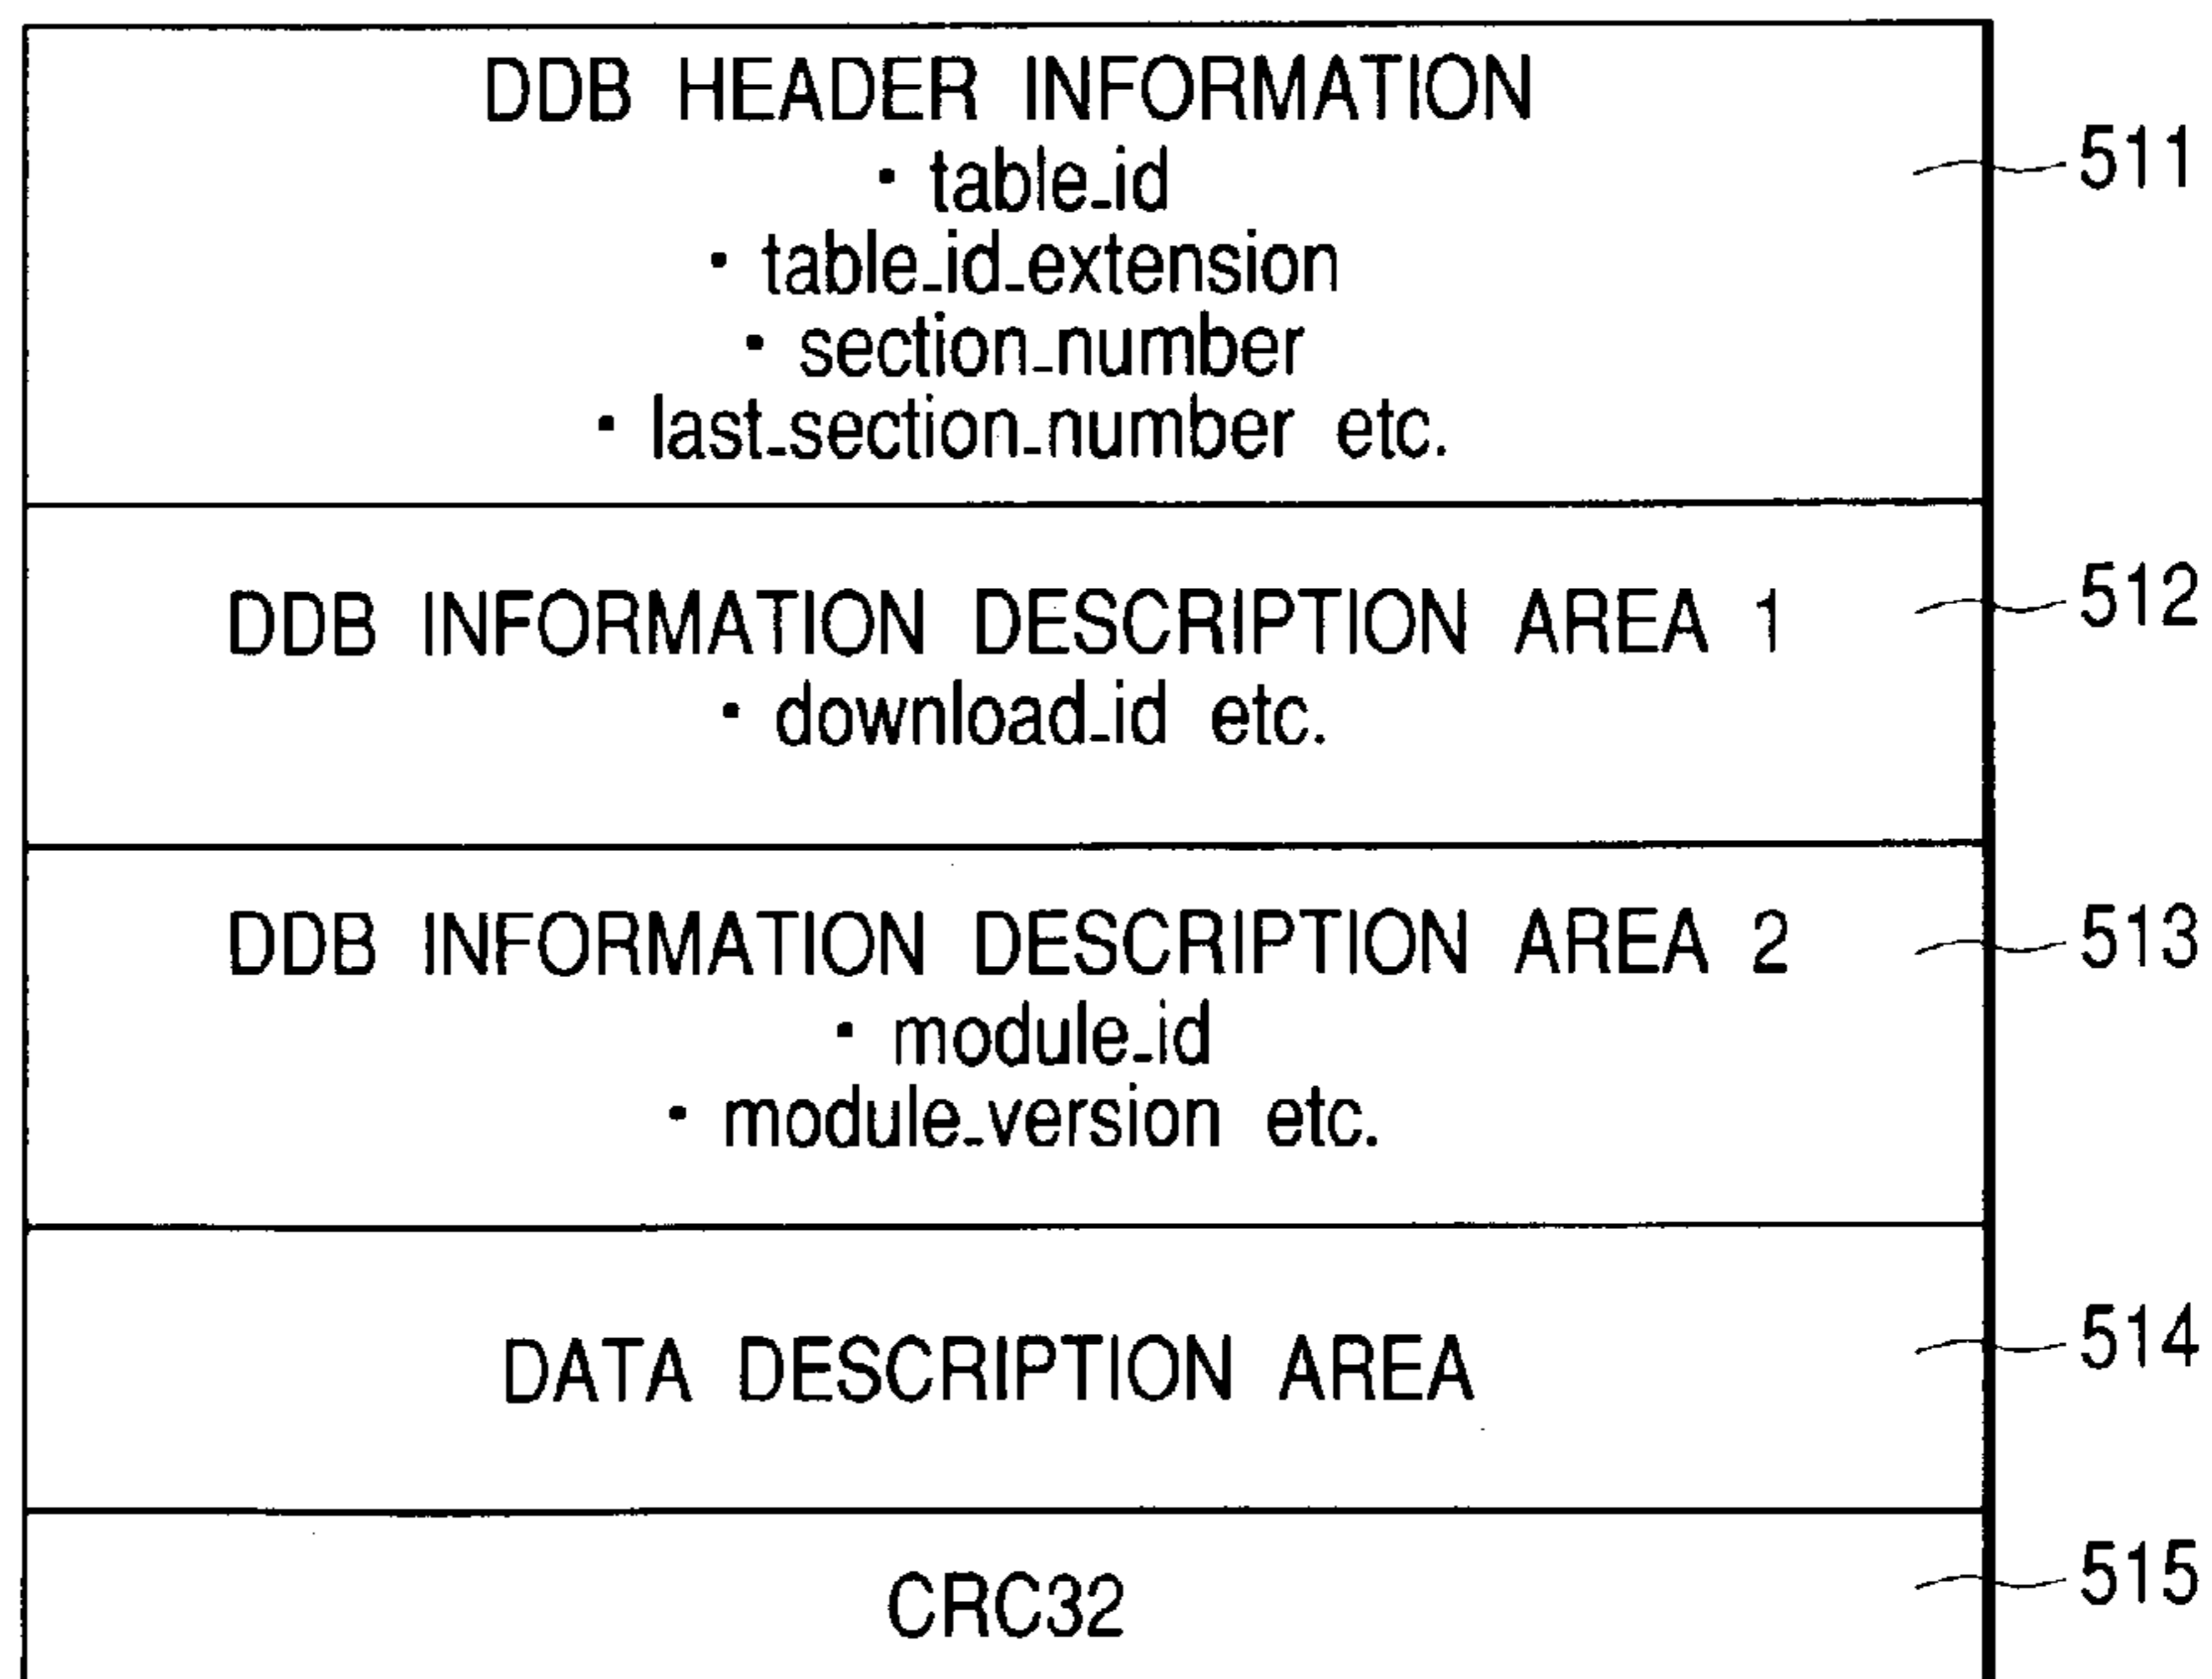 DDB HEADER INFORMATION
· table_id
· table_id_extension
· section_number
· last_section_number etc.
511
DDB INFORMATION DESCRIPTION AREA 1
· download_id etc.
512
DDB INFORMATION DESCRIPTION AREA 2
· module_id
· module_version etc.
513
DATA DESCRIPTION AREA
514
CRC32
515